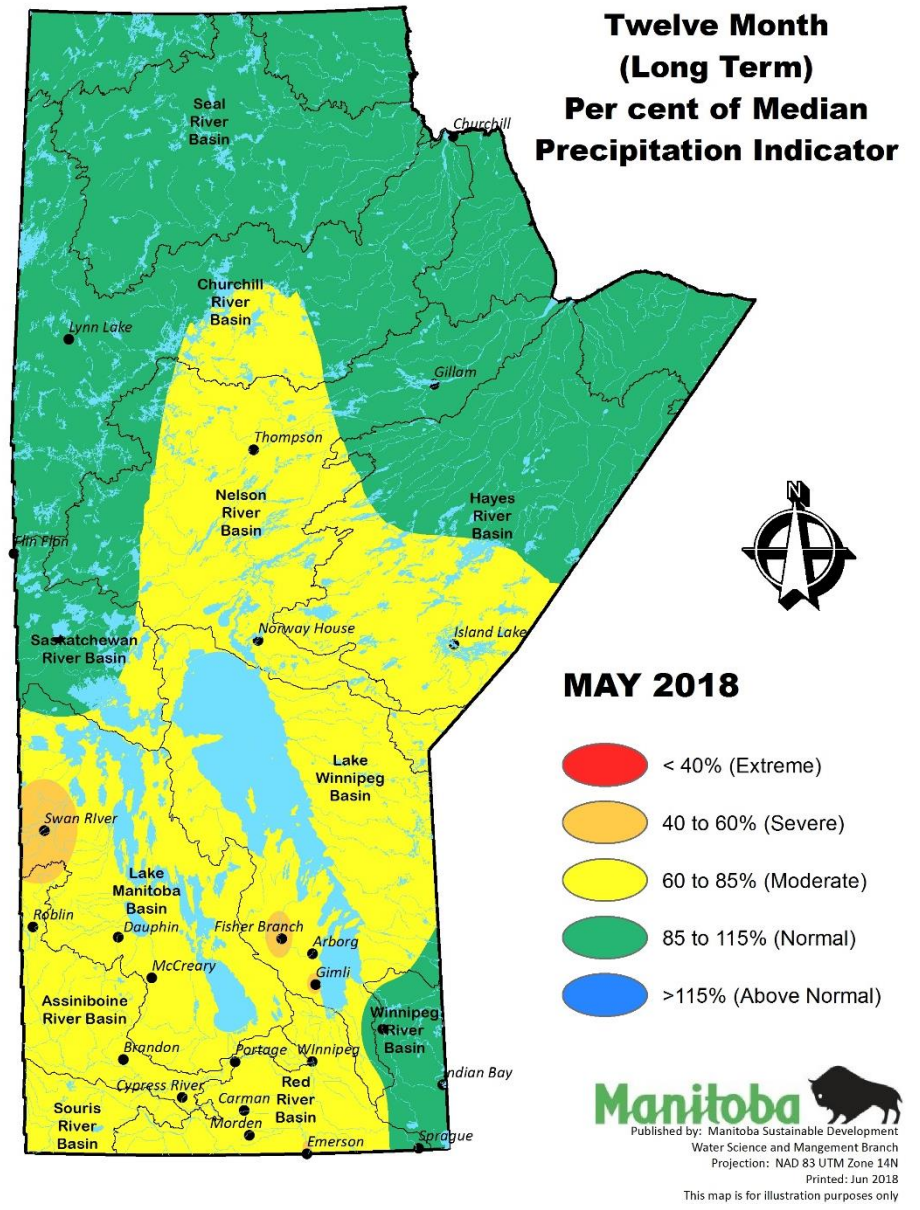 Twelve Month
(Long Term)
Per cent of Median
Precipitation Indicator
Seal
River
Basin
Churchill
Churchill
River
Basin
Lynn Lake
Gillam
Thompson
Nelson
River
Basin
Hayes
River
Basin
Flin Flon
N
Saskatchewan
River Basin
Norway House
Island Lake
MAY 2018
< 40% (Extreme)
40 to 60% (Severe)
60 to 85% (Moderate)
85 to 115% (Normal)
>115% (Above Normal)
Lake
Winnipeg
Basin
Swan RIver
Lake
Manitoba
Basin
Roblin
Dauphin
Fisher Branch
Arborg
McCreary
Gimli
Assiniboine
River Basin
Winnipeg
River
Basin
Brandon
Portage
WInnipeg
Indian Bay
Cypress River
Carman
Red
River
Basin
Souris
River
Basin
Morden
Emerson
Sprague
Manitoba
Published by: Manitoba Sustainable Development
Water Science and Mangement Branch
Projection: NAD 83 UTM Zone 14N
Printed: Jun 2018
This map is for illustration purposes only